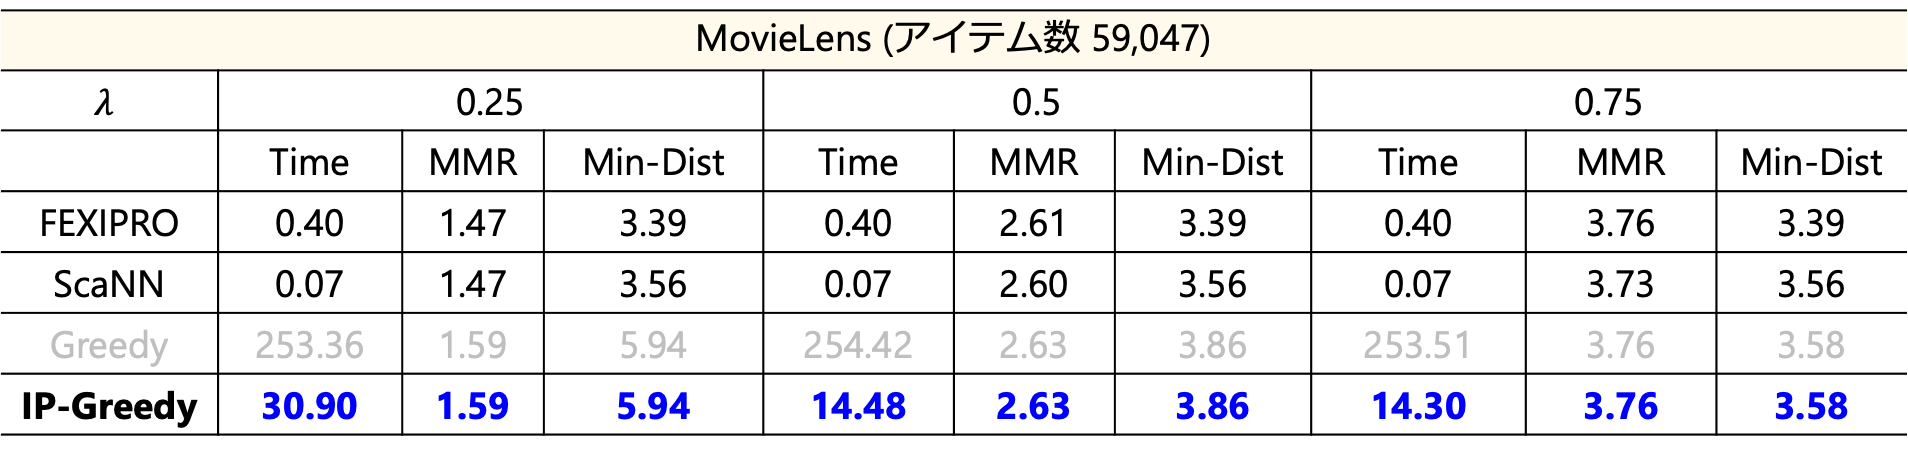 MovieLens (アイテム数 59,047)
λ 0.25 0.5 0.75
Time MMR Min-Dist Time MMR Min-Dist Time MMR Min-Dist
FEXIPRO 0.40 1.47 3.39 0.40 2.61 3.39 0.40 3.76 3.39
ScaNN 0.07 1.47 3.56 0.07 2.60 3.56 0.07 3.73 3.56
Greedy 253.36 1.59 5.94 254.42 2.63 3.86 253.51 3.76 3.58
IP-Greedy 30.90 1.59 5.94 14.48 2.63 3.86 14.30 3.76 3.58